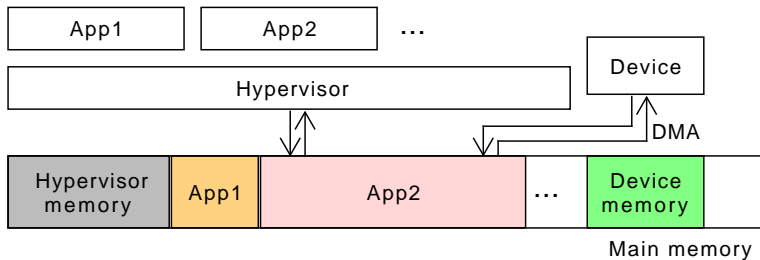 App1
App2
...
Device
Hypervisor
DMA
Hypervisor
memory
App1
App2
...
Device
memory
Main memory